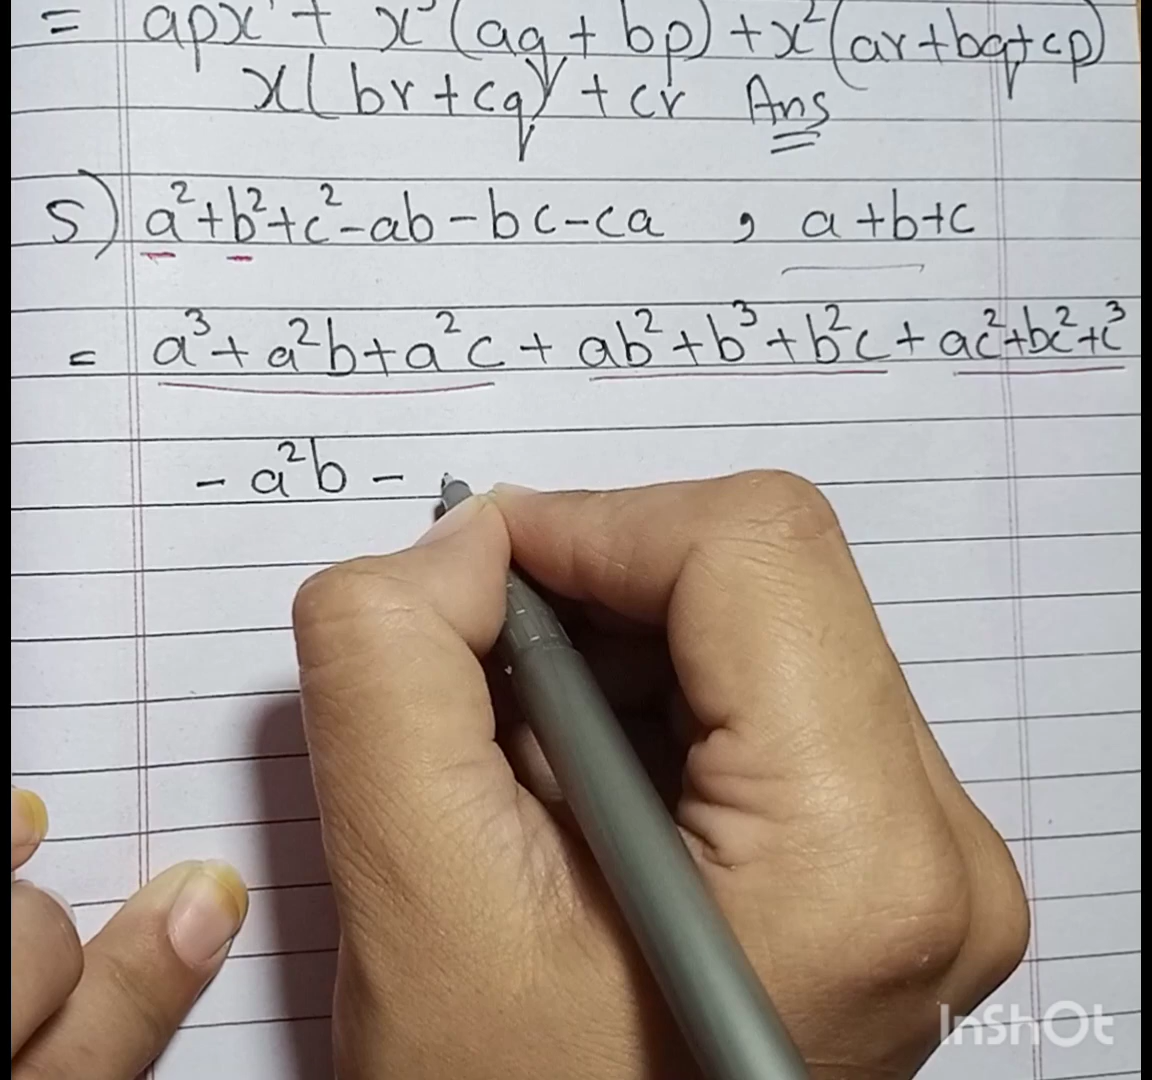 = apx⁴ + x³(aq + bp) + x²(ar + bq + cp)
x(br + cq) + cr Ans
5) a² + b² + c² - ab - bc - ca , a + b + c
= a³ + a²b + a²c + ab² + b³ + b²c + ac² + bc² + c³
- a²b -
InShOt